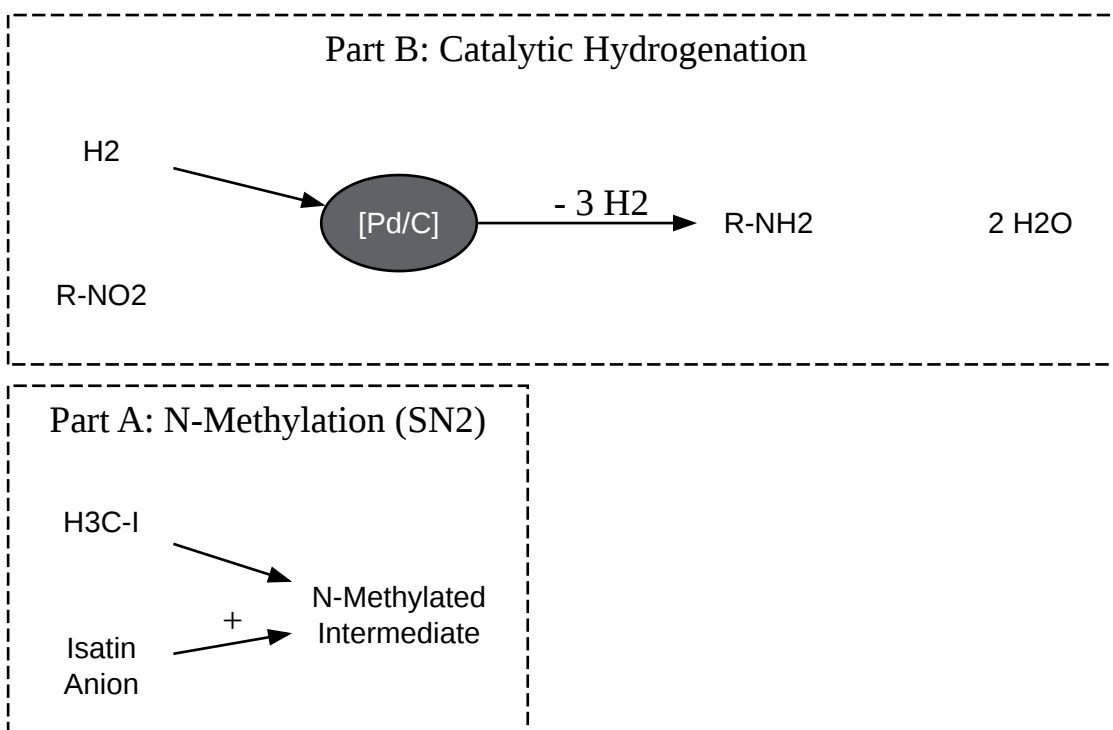 Part B: Catalytic Hydrogenation
H2
[Pd/C]
- 3 H2
R-NH2
2 H2O
R-NO2
Part A: N-Methylation (SN2)
H3C-I
N-Methylated
Intermediate
+
Isatin
Anion